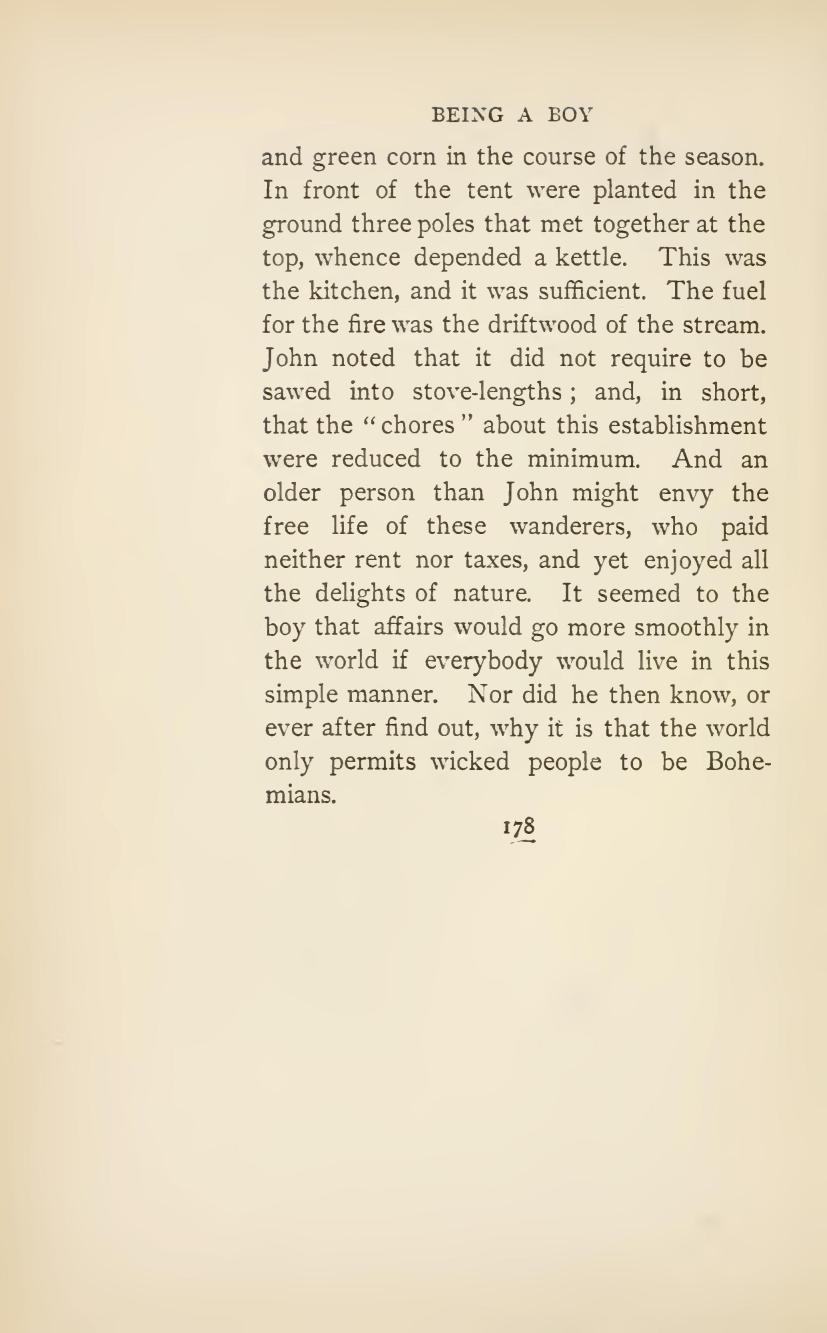 BEING A BOY
and green corn in the course of the season.
In front of the tent were planted in the
ground three poles that met together at the
top, whence depended a kettle. This was
the kitchen, and it was sufficient. The fuel
for the fire was the driftwood of the stream.
John noted that it did not require to be
sawed into stove-lengths ; and, in short,
that the “ chores ” about this establishment
were reduced to the minimum. And an
older person than John might envy the
free life of these wanderers, who paid
neither rent nor taxes, and yet enjoyed all
the delights of nature. It seemed to the
boy that affairs would go more smoothly in
the world if everybody would live in this
simple manner. Nor did he then know, or
ever after find out, why it is that the world
only permits wicked people to be Bohe-
mians.
178